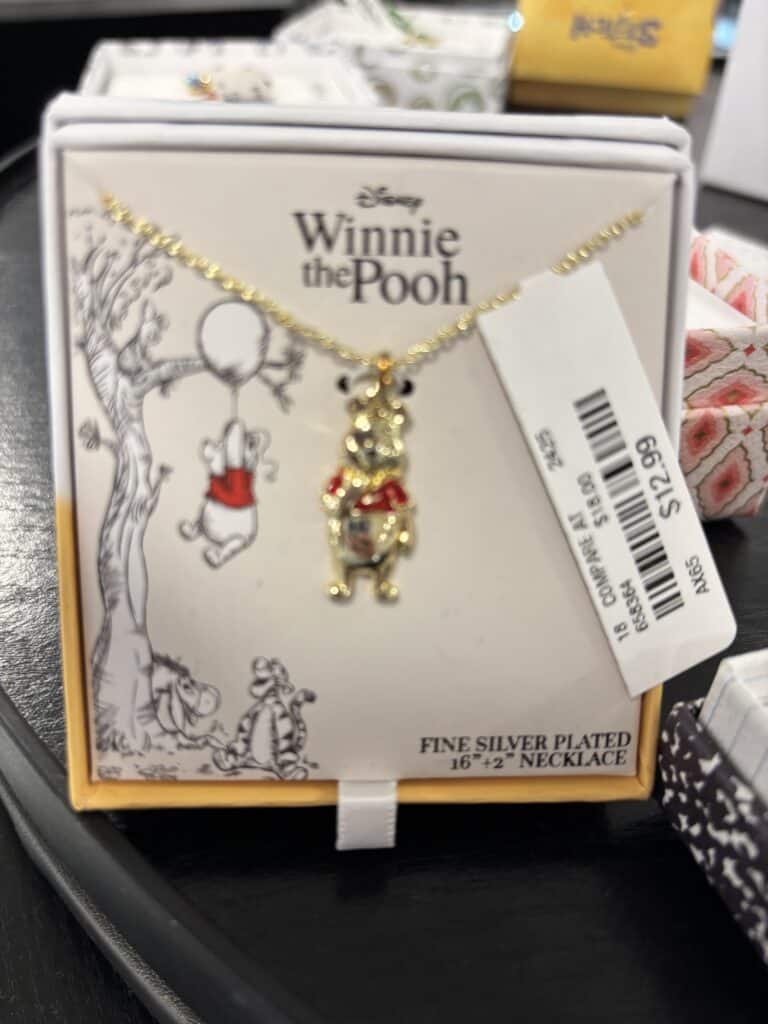 Disney
Winnie
the Pooh
2425
18 COMPARE AT
$18.00
658364
$12.99
AX65
FINE SILVER PLATED
16"+2" NECKLACE